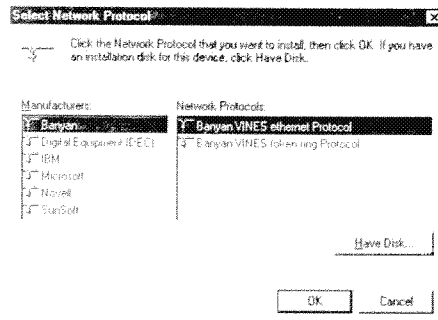 Select Network Protocol
Click the Network Protocol that you want to install, then click OK. If you have
an installation disk for this device, click Have Disk.
Manufacturers:
Network Protocols:
Banyan
Digital Equipment (DEC)
IBM
Microsoft
Novell
SunSoft
Banyan VINES ethernet Protocol
Banyan VINES token ring Protocol
Have Disk...
OK
Cancel